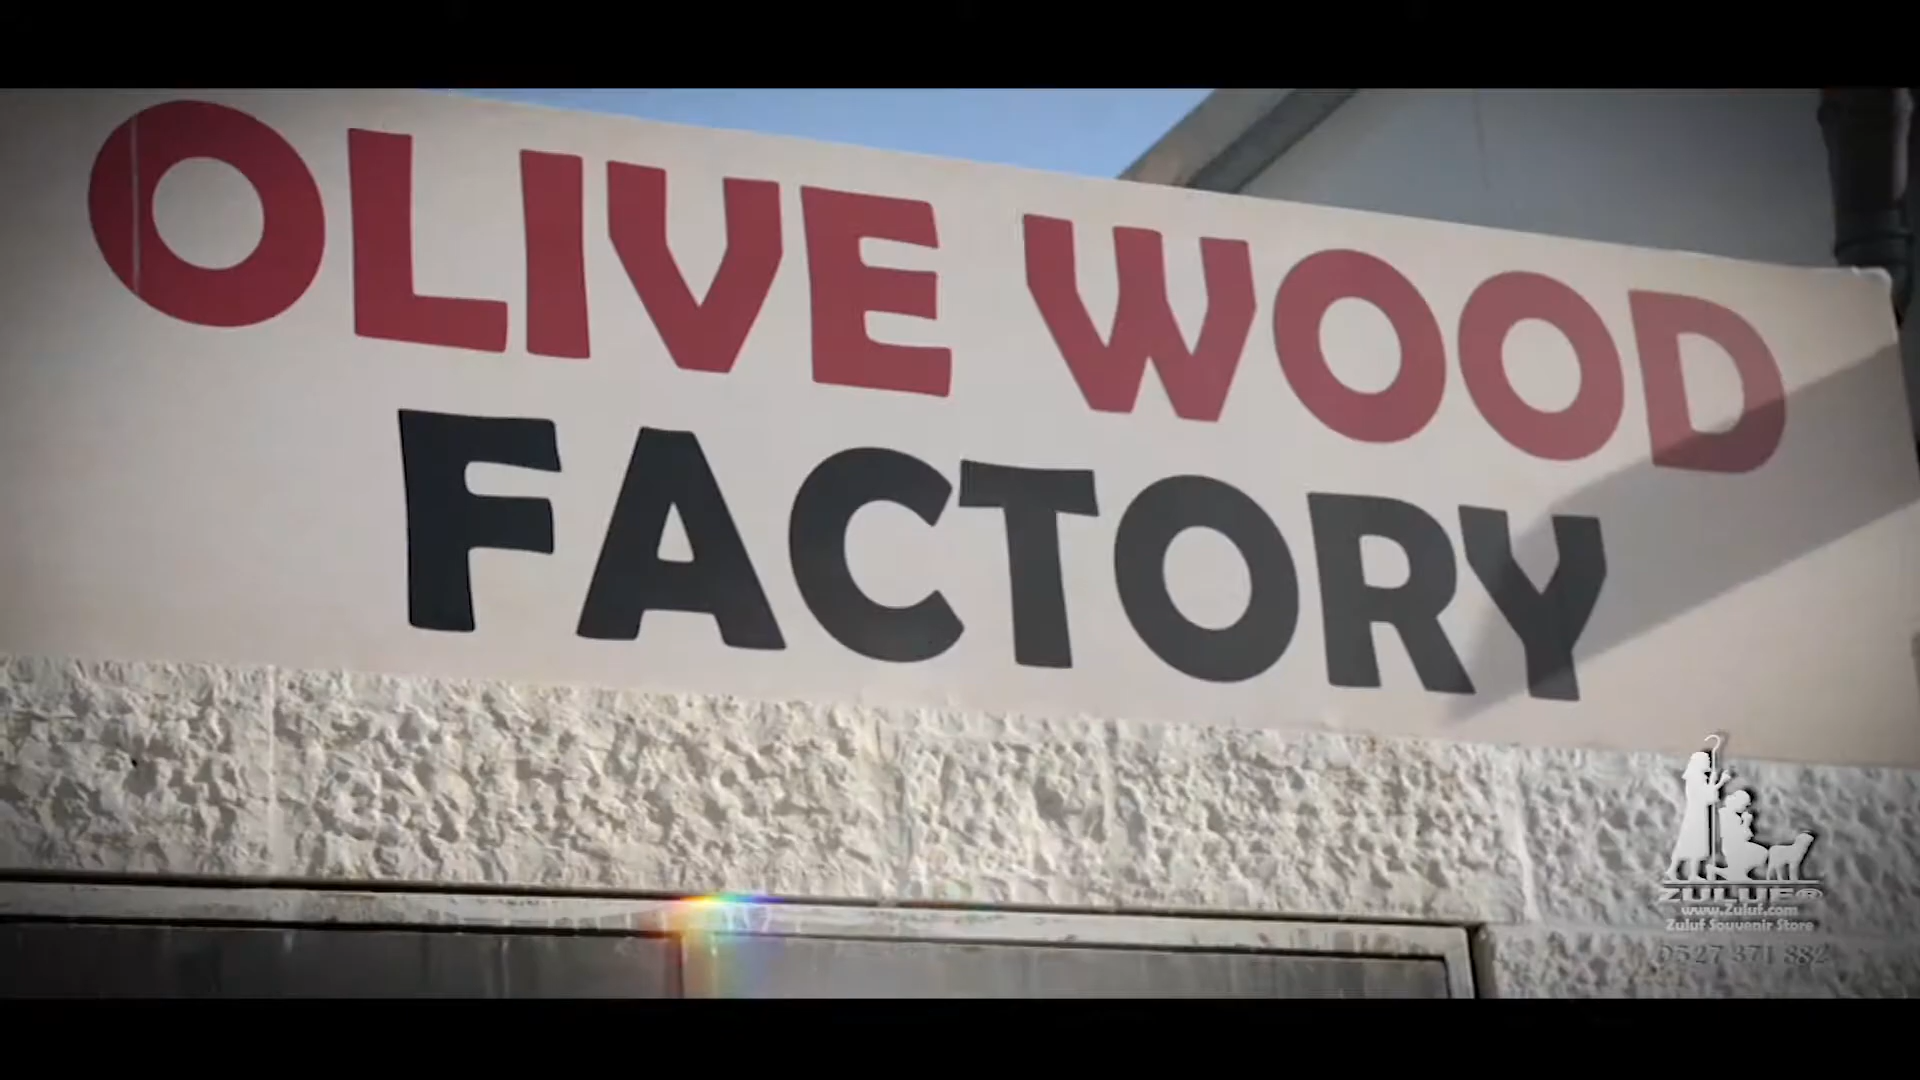 OLIVE WOOD
FACTORY
ZULUF®
www.Zuluf.com
Zuluf Souvenir Store
0527 371 882